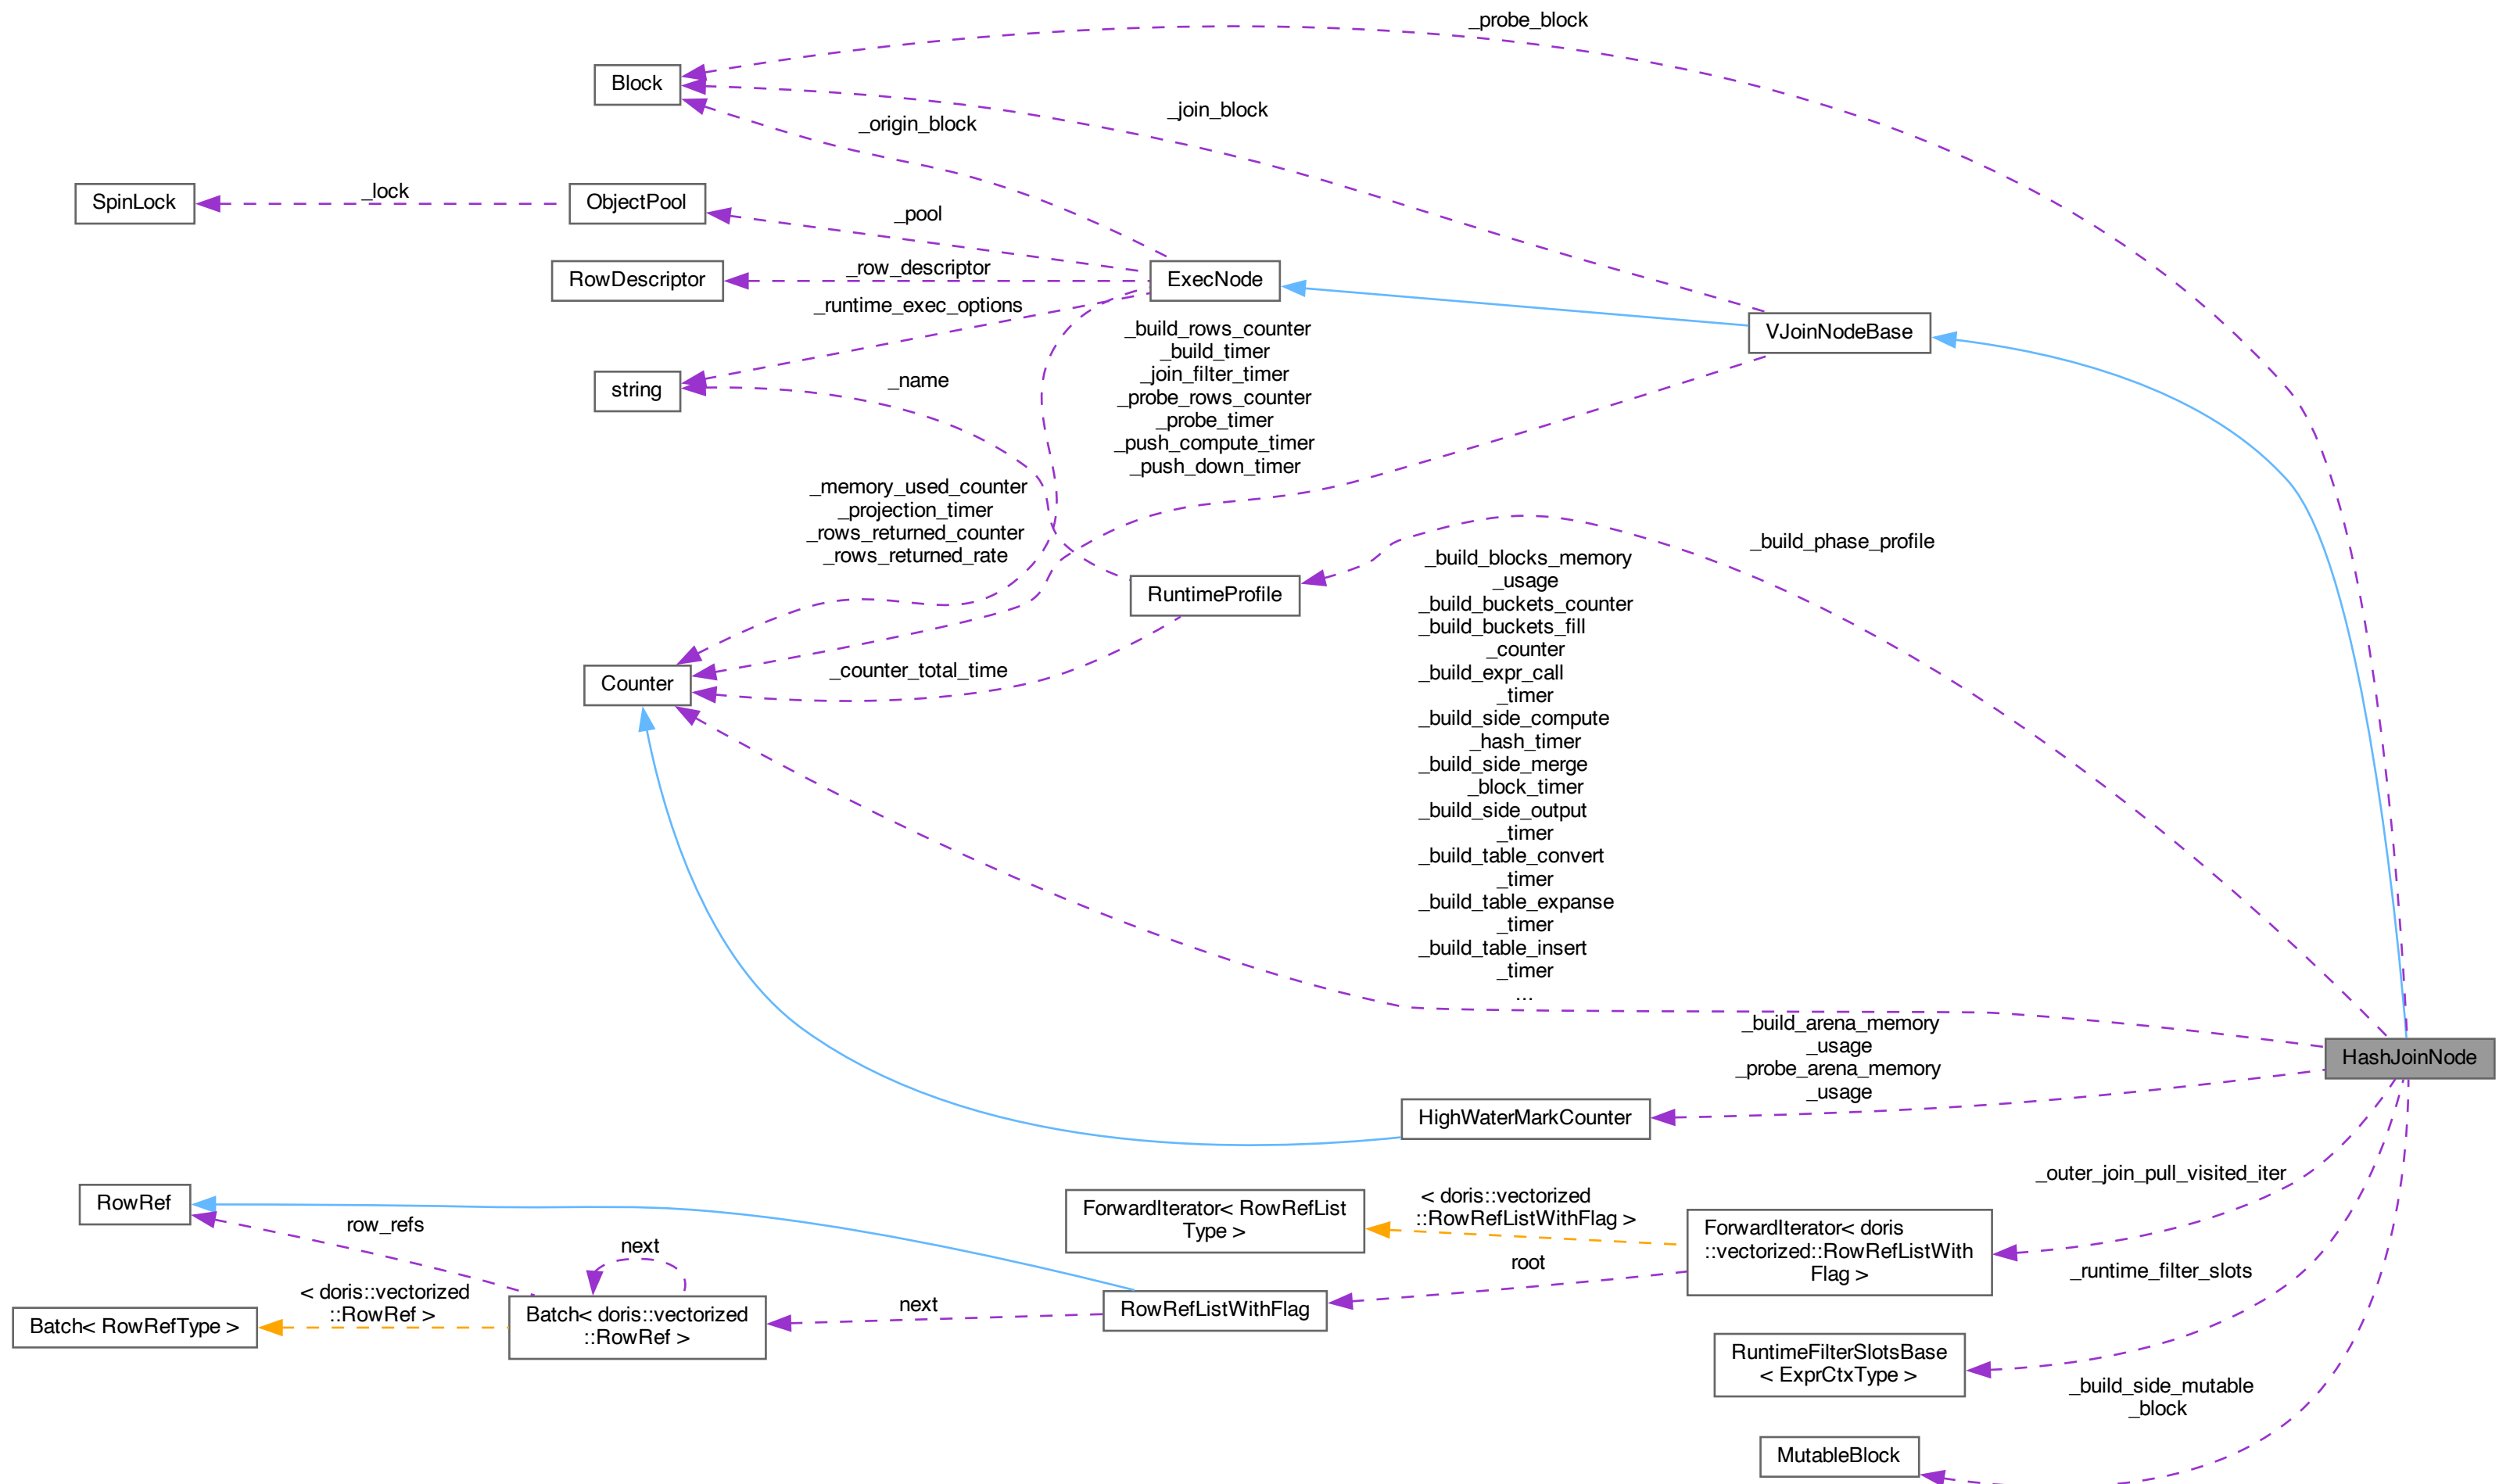 _probe_block
Block
_join_block
_origin_block
SpinLock
_lock
ObjectPool
_pool
RowDescriptor
_row_descriptor
ExecNode
_runtime_exec_options
VJoinNodeBase
_build_rows_counter
_build_timer
_join_filter_timer
_probe_rows_counter
_probe_timer
_push_compute_timer
_push_down_timer
string
_name
_memory_used_counter
_projection_timer
_rows_returned_counter
_rows_returned_rate
_build_phase_profile
RuntimeProfile
_build_blocks_memory
_usage
_build_buckets_counter
_build_buckets_fill
_counter
_build_expr_call
_timer
_build_side_compute
_hash_timer
_build_side_merge
_block_timer
_build_side_output
_timer
_build_table_convert
_timer
_build_table_expanse
_timer
_build_table_insert
_timer
...
Counter
_counter_total_time
_build_arena_memory
_usage
_probe_arena_memory
_usage
HashJoinNode
HighWaterMarkCounter
_outer_join_pull_visited_iter
RowRef
row_refs
ForwardIterator< RowRefList
Type >
< doris::vectorized
::RowRefListWithFlag >
ForwardIterator< doris
::vectorized::RowRefListWith
Flag >
root
next
_runtime_filter_slots
Batch< RowRefType >
< doris::vectorized
::RowRef >
Batch< doris::vectorized
::RowRef >
next
RowRefListWithFlag
RuntimeFilterSlotsBase
< ExprCtxType >
_build_side_mutable
_block
MutableBlock